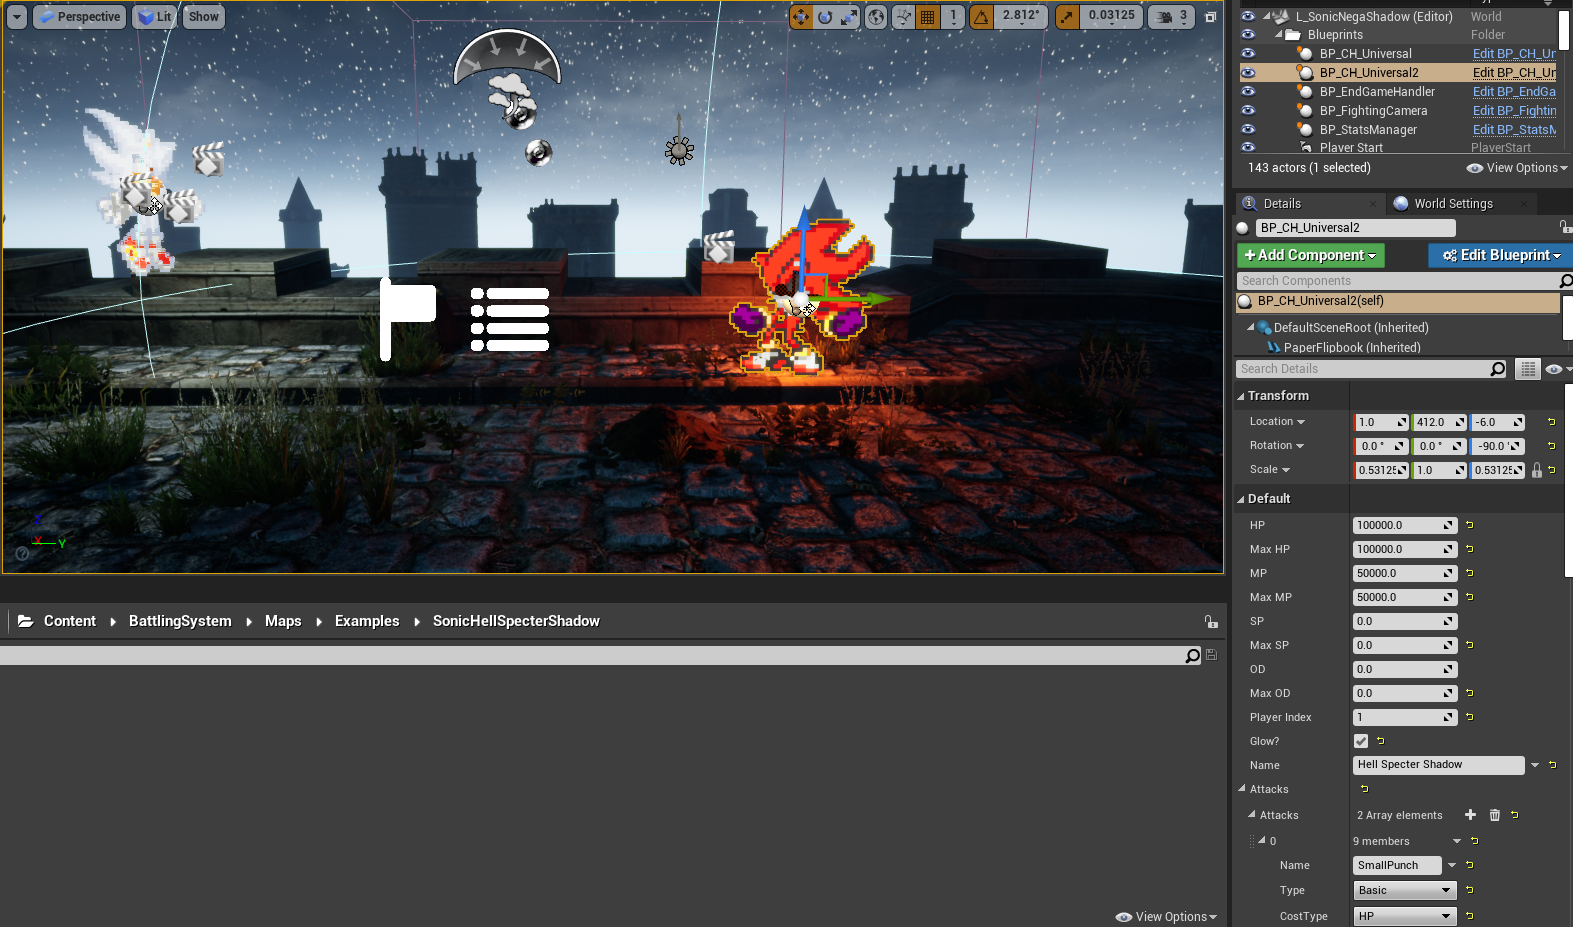 Perspective Lit Show
1 2.812° 0.03125 3
X Y
Content BattlingSystem Maps Examples SonicHellSpecterShadow
View Options
L_SonicNegaShadow (Editor) World
Blueprints Folder
BP_CH_Universal Edit BP_CH_Ur
BP_CH_Universal2 Edit BP_CH_Ur
BP_EndGameHandler Edit BP_EndGa
BP_FightingCamera Edit BP_Fightin
BP_StatsManager Edit BP_StatsM
Player Start PlayerStart
143 actors (1 selected) View Options
Details World Settings
BP_CH_Universal2
Add Component Edit Blueprint
Search Components
BP_CH_Universal2(self)
DefaultSceneRoot (Inherited)
PaperFlipbook (Inherited)
Search Details
Transform
Location 1.0 412.0 -6.0
Rotation 0.0 ° 0.0 ° -90.0 °
Scale 0.53125 1.0 0.53125
Default
HP 100000.0
Max HP 100000.0
MP 50000.0
Max MP 50000.0
SP 0.0
Max SP 0.0
OD 0.0
Max OD 0.0
Player Index 1
Glow?
Name Hell Specter Shadow
Attacks
Attacks 2 Array elements
0 9 members
Name SmallPunch
Type Basic
CostType HP